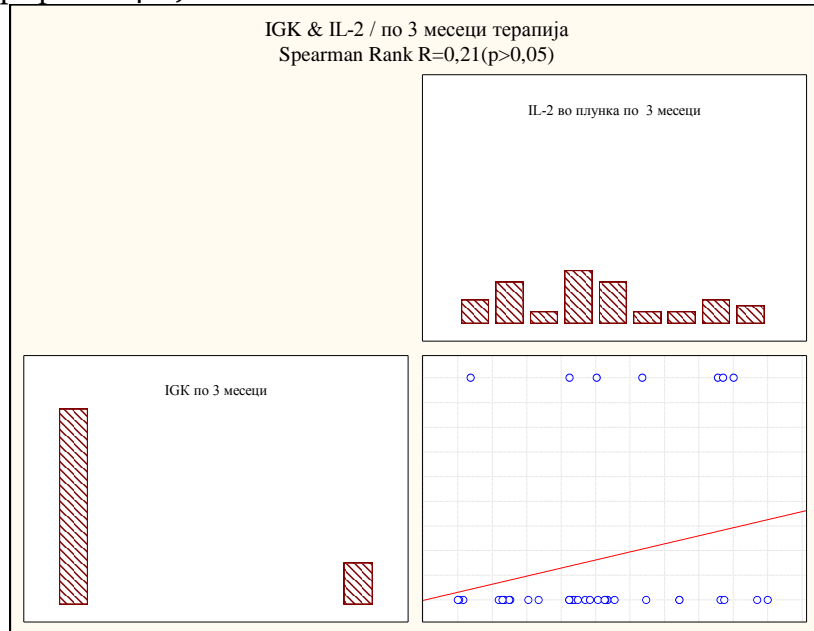 IGK & IL-2 / по 3 месеци терапија
Spearman Rank R=0,21(p>0,05)
IL-2 во плунка по 3 месеци
IGK по 3 месеци